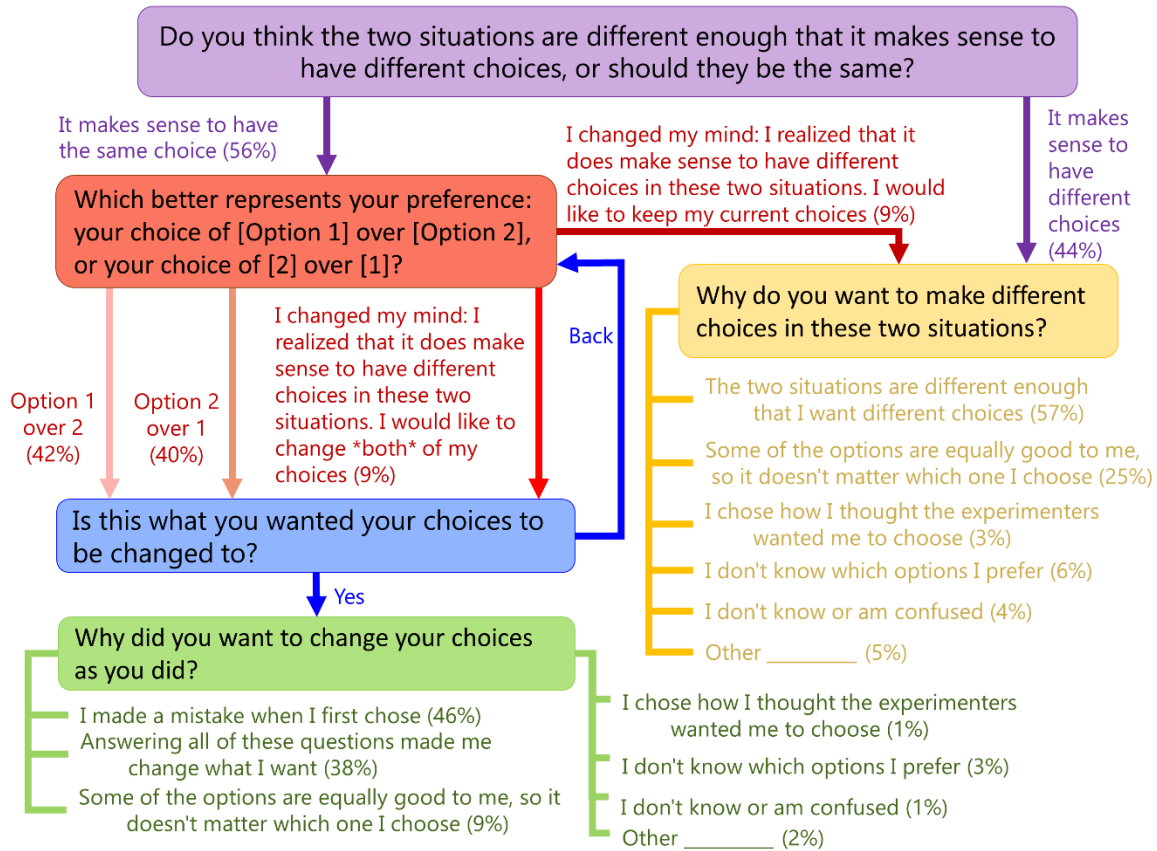 Do you think the two situations are different enough that it makes sense to
have different choices, or should they be the same?
It makes sense to have
the same choice (56%)
I changed my mind: I realized that it
does make sense to have different
choices in these two situations. I would
like to keep my current choices (9%)
It makes
sense to
have
different
choices
(44%)
Which better represents your preference:
your choice of [Option 1] over [Option 2],
or your choice of [2] over [1]?
Why do you want to make different
choices in these two situations?
Option 1
over 2
(42%)
Option 2
over 1
(40%)
I changed my mind: I
realized that it does make
sense to have different
choices in these two
situations. I would like to
change *both* of my
choices (9%)
Back
The two situations are different enough
that I want different choices (57%)
Some of the options are equally good to me,
so it doesn't matter which one I choose (25%)
I chose how I thought the experimenters
wanted me to choose (3%)
I don't know which options I prefer (6%)
I don't know or am confused (4%)
Other _________ (5%)
Is this what you wanted your choices to
be changed to?
Yes
Why did you want to change your choices
as you did?
I made a mistake when I first chose (46%)
Answering all of these questions made me
change what I want (38%)
Some of the options are equally good to me, so it
doesn't matter which one I choose (9%)
I chose how I thought the experimenters
wanted me to choose (1%)
I don't know which options I prefer (3%)
I don't know or am confused (1%)
Other _________ (2%)